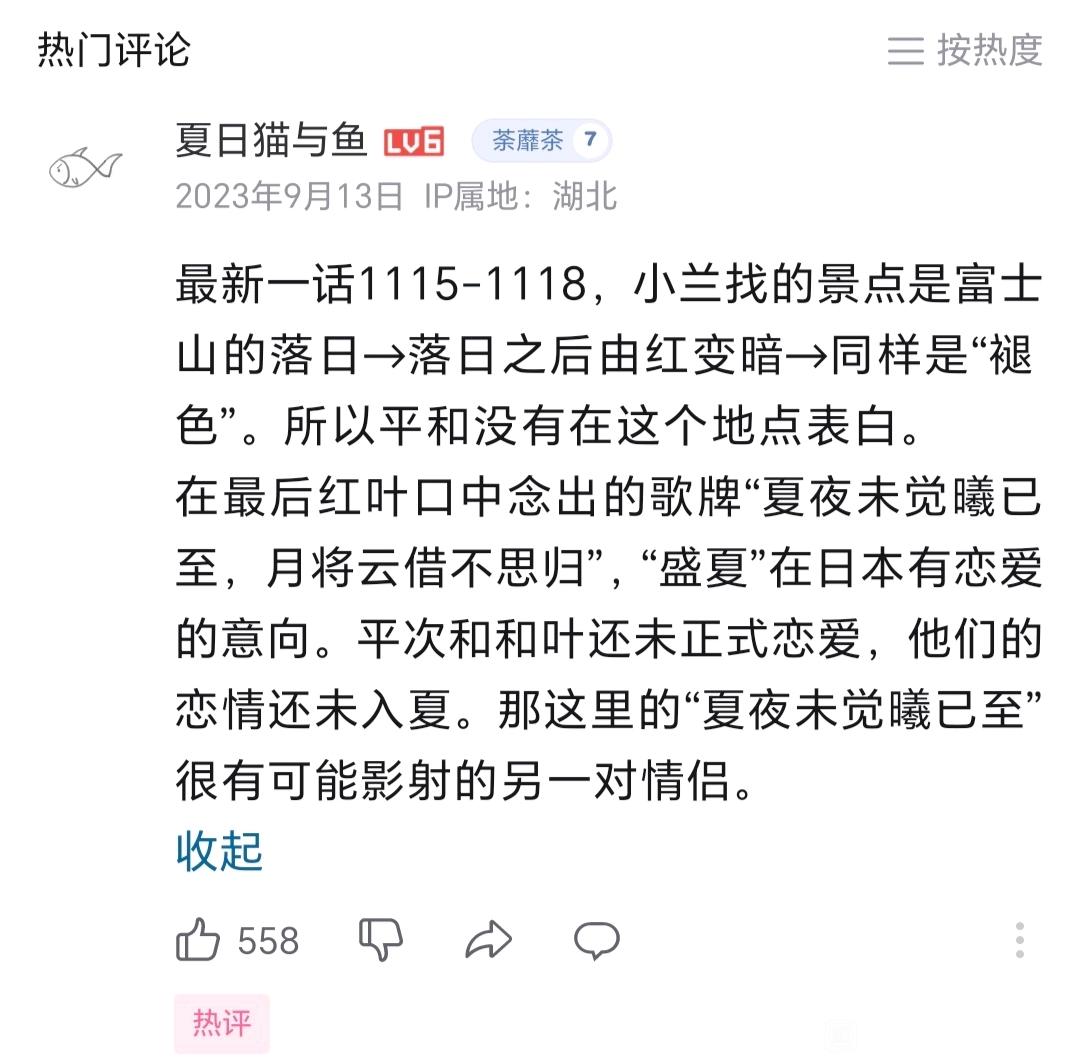 热门评论
按热度
夏日猫与鱼 LV6 荼蘼茶 7
2023年9月13日 IP属地：湖北
最新一话1115-1118，小兰找的景点是富士
山的落日→落日之后由红变暗→同样是“褪
色”。所以平和没有在这个地点表白。
在最后红叶口中念出的歌牌“夏夜未觉曦已
至，月将云借不思归”，“盛夏”在日本有恋爱
的意向。平次和和叶还未正式恋爱，他们的
恋情还未入夏。那这里的“夏夜未觉曦已至”
很有可能影射的另一对情侣。
收起
558
热评